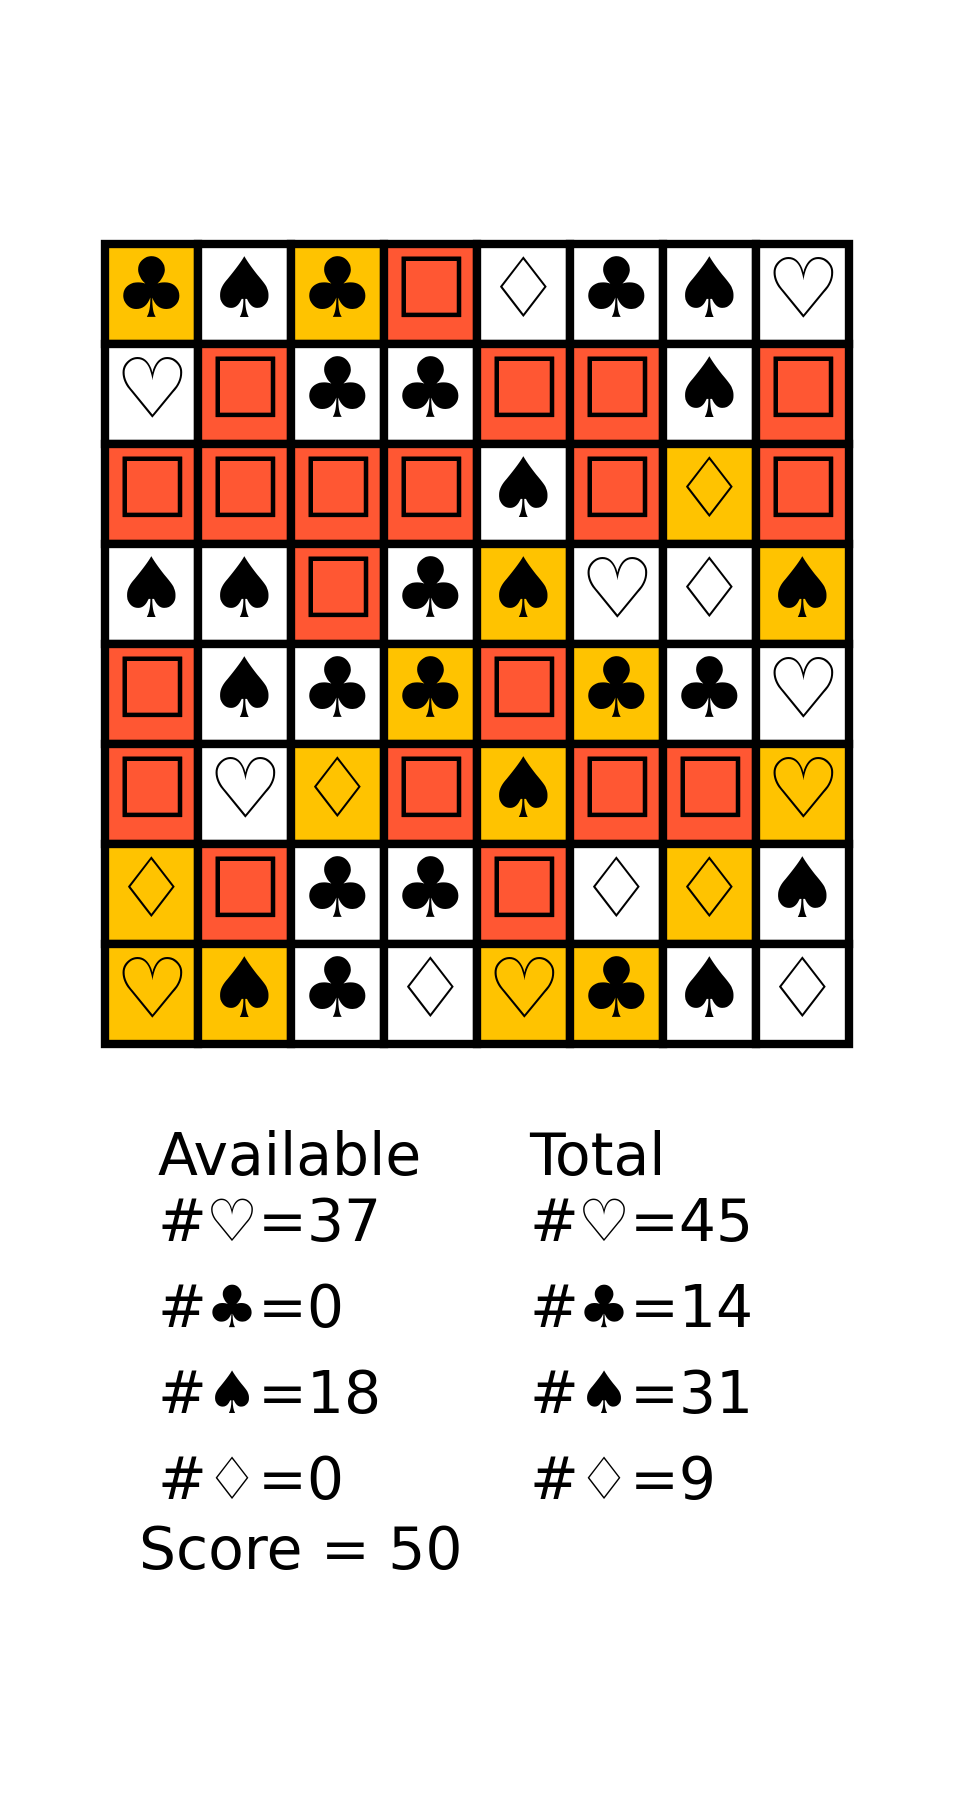 ♣ ♠ ♣ □ ♢ ♣ ♠ ♡
♡ □ ♣ ♣ □ □ ♠ □
□ □ □ □ ♠ □ ♢ □
♠ ♠ □ ♣ ♠ ♡ ♢ ♠
□ ♠ ♣ ♣ □ ♣ ♣ ♡
□ ♡ ♢ □ ♠ □ □ ♡
♢ □ ♣ ♣ □ ♢ ♢ ♠
♡ ♠ ♣ ♢ ♡ ♣ ♠ ♢
Available Total
#♡=37 #♡=45
#♣=0 #♣=14
#♠=18 #♠=31
#♢=0 #♢=9
Score = 50